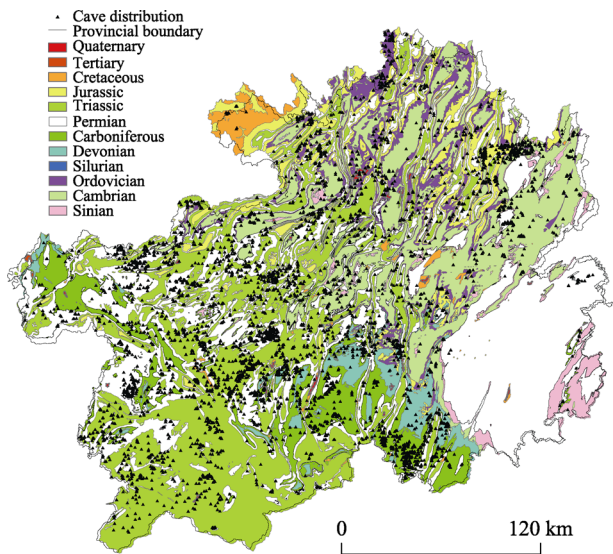 Cave distribution
Provincial boundary
Quaternary
Tertiary
Cretaceous
Jurassic
Triassic
Permian
Carboniferous
Devonian
Silurian
Ordovician
Cambrian
Sinian
0 120 km